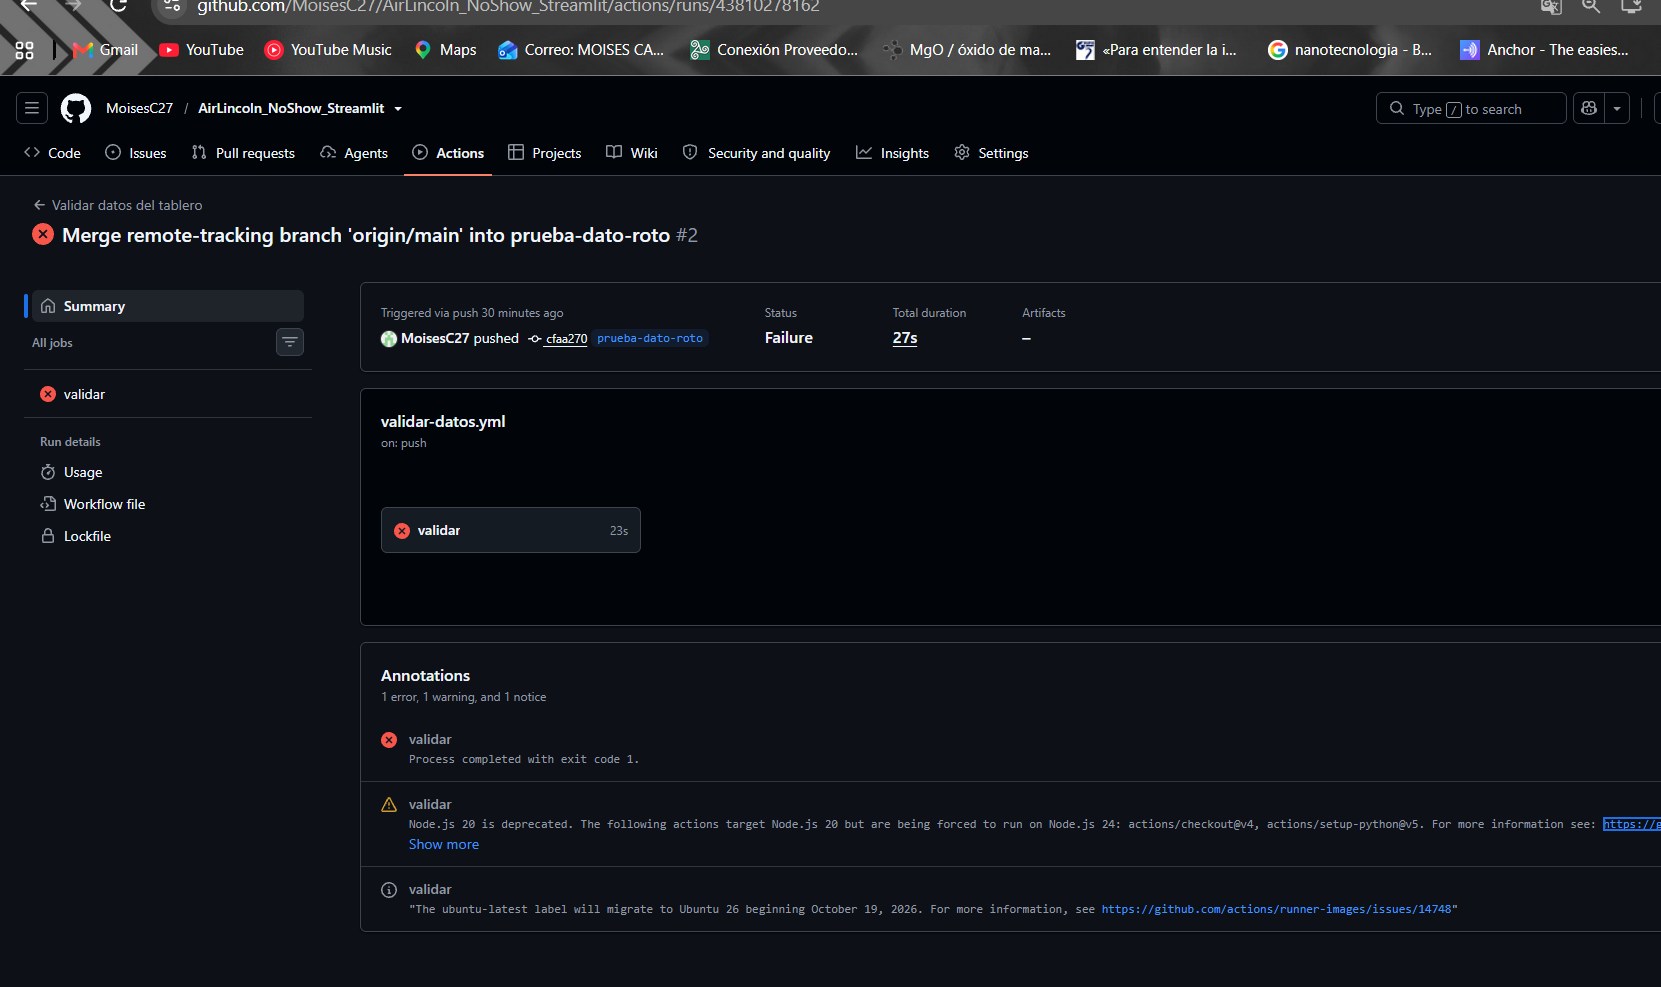 github.com/MoisesC27/AirLincoln_NoShow_Streamlit/actions/runs/43810278162
Gmail YouTube YouTube Music Maps Correo: MOISES CA... Conexión Proveedo... MgO / óxido de ma... «Para entender la i... nanotecnologia - B... Anchor - The easies...
MoisesC27 / AirLincoln_NoShow_Streamlit Type / to search
Code Issues Pull requests Agents Actions Projects Wiki Security and quality Insights Settings
Validar datos del tablero
Merge remote-tracking branch 'origin/main' into prueba-dato-roto #2
Summary
All jobs
validar
Run details
Usage
Workflow file
Lockfile
Triggered via push 30 minutes ago Status Total duration Artifacts
MoisesC27 pushed cfaa270 prueba-dato-roto Failure 27s –
validar-datos.yml
on: push
validar 23s
Annotations
1 error, 1 warning, and 1 notice
validar
Process completed with exit code 1.
validar
Node.js 20 is deprecated. The following actions target Node.js 20 but are being forced to run on Node.js 24: actions/checkout@v4, actions/setup-python@v5. For more information see: https://g
Show more
validar
"The ubuntu-latest label will migrate to Ubuntu 26 beginning October 19, 2026. For more information, see https://github.com/actions/runner-images/issues/14748"